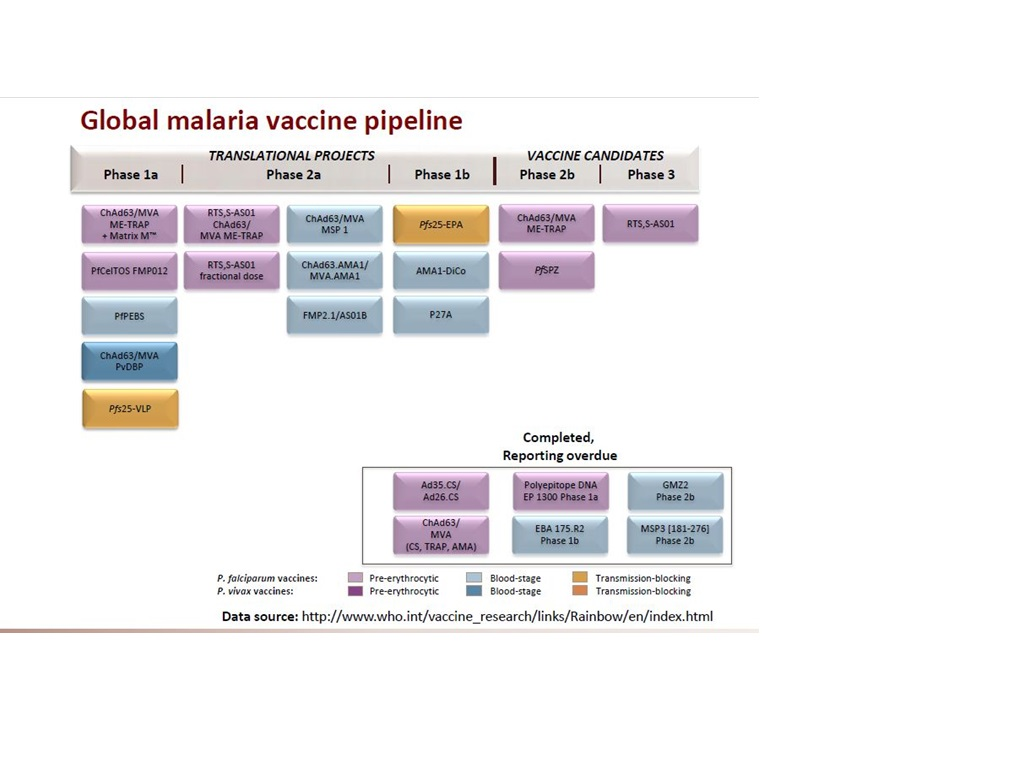 Global malaria vaccine pipeline
TRANSLATIONAL PROJECTS
VACCINE CANDIDATES
Phase 1a
Phase 2a
Phase 1b
Phase 2b
Phase 3
ChAd63/MVA
ME-TRAP
+ Matrix M™
RTS,S-AS01
ChAd63/
MVA ME-TRAP
ChAd63/MVA
MSP 1
Pfs25-EPA
ChAd63/MVA
ME-TRAP
RTS,S-AS01
PfCelTOS FMP012
RTS,S-AS01
fractional dose
ChAd63.AMA1/
MVA.AMA1
AMA1-DiCo
PfSPZ
PfPEBS
FMP2.1/AS01B
P27A
ChAd63/MVA
PvDBP
Pfs25-VLP
Completed,
Reporting overdue
Ad35.CS/
Ad26.CS
Polyepitope DNA
EP 1300 Phase 1a
GMZ2
Phase 2b
ChAd63/
MVA
(CS, TRAP, AMA)
EBA 175.R2
Phase 1b
MSP3 [181-276]
Phase 2b
P. falciparum vaccines: Pre-erythrocytic Blood-stage Transmission-blocking
P. vivax vaccines: Pre-erythrocytic Blood-stage Transmission-blocking
Data source: http://www.who.int/vaccine_research/links/Rainbow/en/index.html